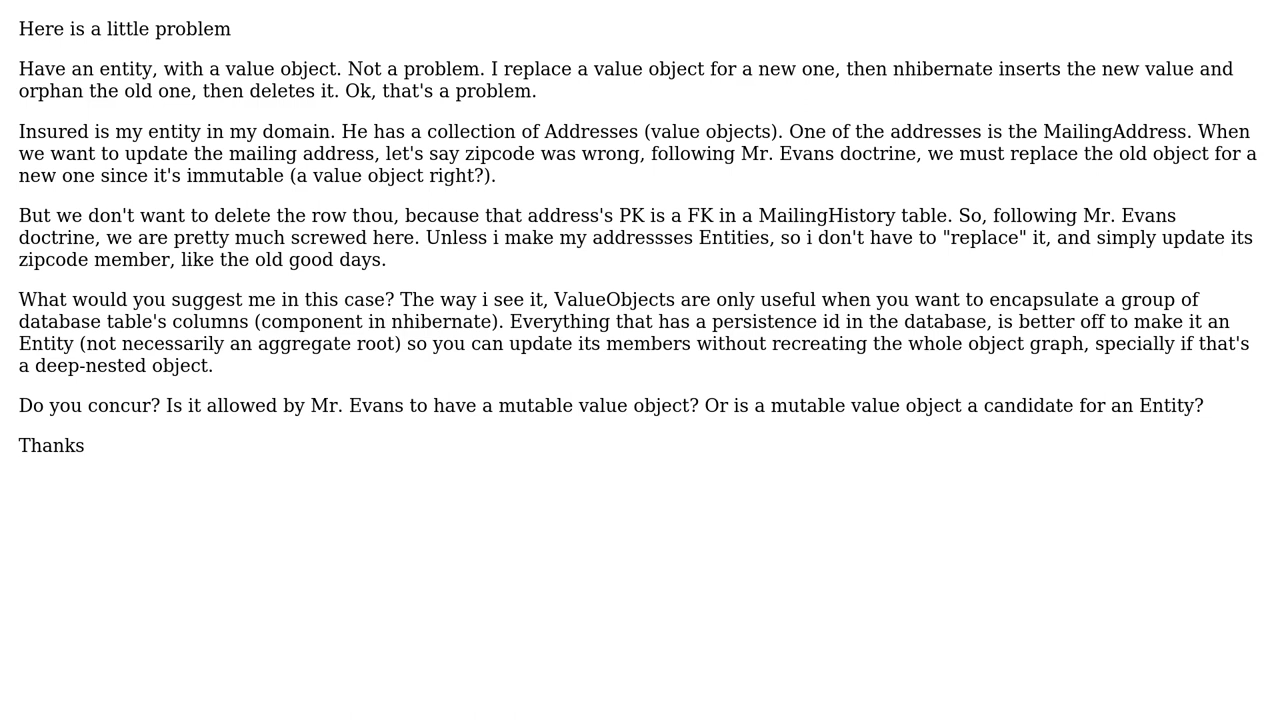 Here is a little problem
Have an entity, with a value object. Not a problem. I replace a value object for a new one, then nhibernate inserts the new value and
orphan the old one, then deletes it. Ok, that's a problem.
Insured is my entity in my domain. He has a collection of Addresses (value objects). One of the addresses is the MailingAddress. When
we want to update the mailing address, let's say zipcode was wrong, following Mr. Evans doctrine, we must replace the old object for a
new one since it's immutable (a value object right?).
But we don't want to delete the row thou, because that address's PK is a FK in a MailingHistory table. So, following Mr. Evans
doctrine, we are pretty much screwed here. Unless i make my addressses Entities, so i don't have to "replace" it, and simply update its
zipcode member, like the old good days.
What would you suggest me in this case? The way i see it, ValueObjects are only useful when you want to encapsulate a group of
database table's columns (component in nhibernate). Everything that has a persistence id in the database, is better off to make it an
Entity (not necessarily an aggregate root) so you can update its members without recreating the whole object graph, specially if that's
a deep-nested object.
Do you concur? Is it allowed by Mr. Evans to have a mutable value object? Or is a mutable value object a candidate for an Entity?
Thanks